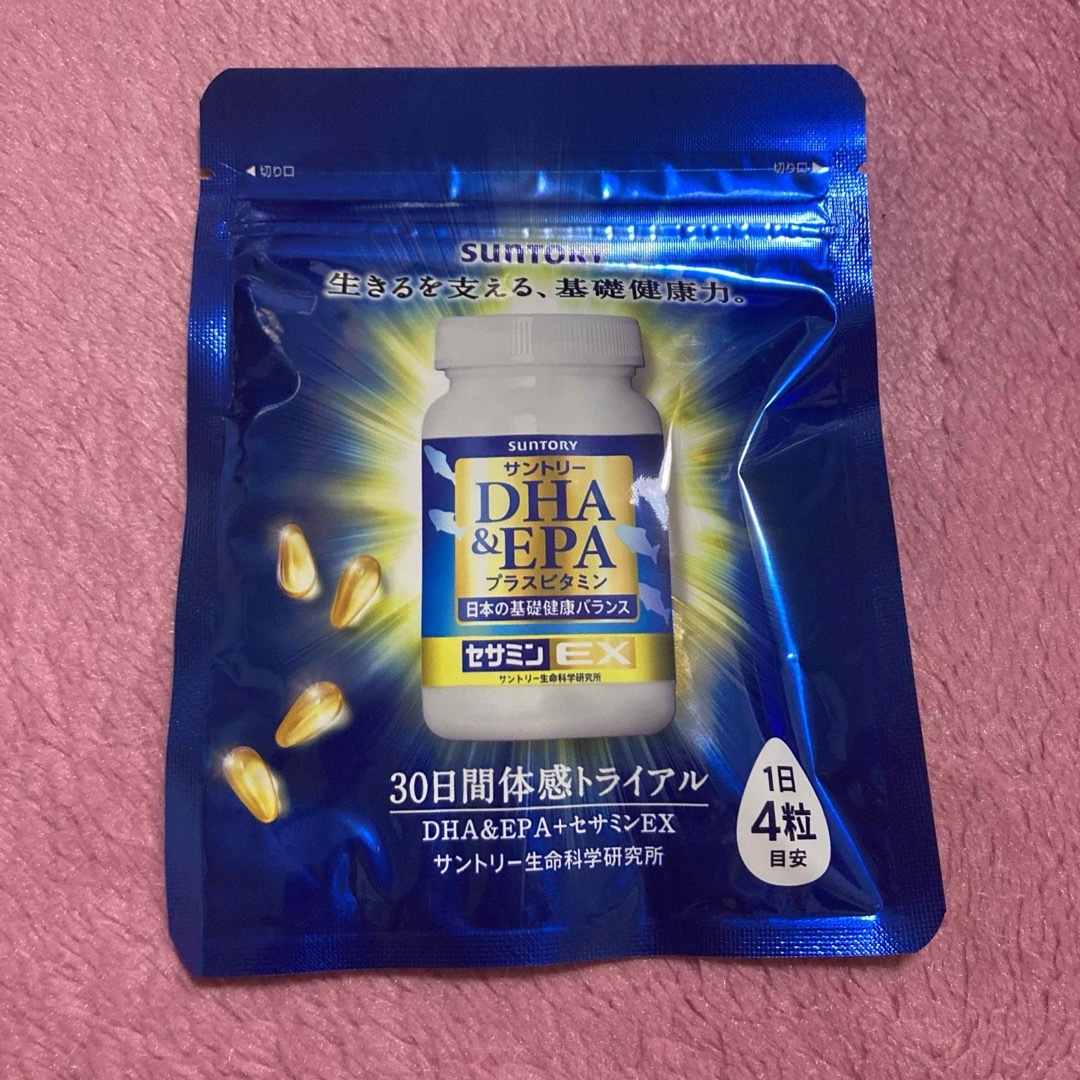 切り口 切り口
SUNTORY
生きるを支える、基礎健康力。
SUNTORY
サントリー
DHA
&EPA
プラスビタミン
日本の基礎健康バランス
セサミンEX
サントリー生命科学研究所
30日間体感トライアル
DHA&EPA+セサミンEX
サントリー生命科学研究所
1日
4粒
目安